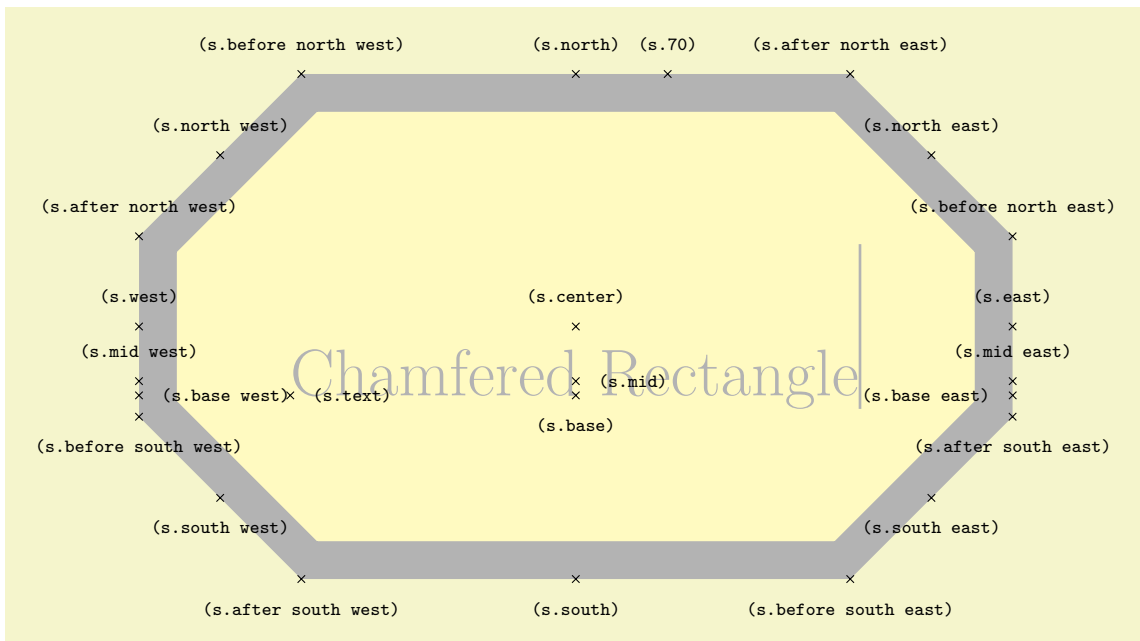 (s.before north west) (s.north) (s.70) (s.after north east)
(s.north west) (s.north east)
(s.after north west) (s.before north east)
(s.west) (s.center) (s.east)
(s.mid west) (s.mid east)
Chamfered Rectangle
(s.mid)
(s.base west) (s.text) (s.base east)
(s.base)
(s.before south west) (s.after south east)
(s.south west) (s.south east)
(s.after south west) (s.south) (s.before south east)